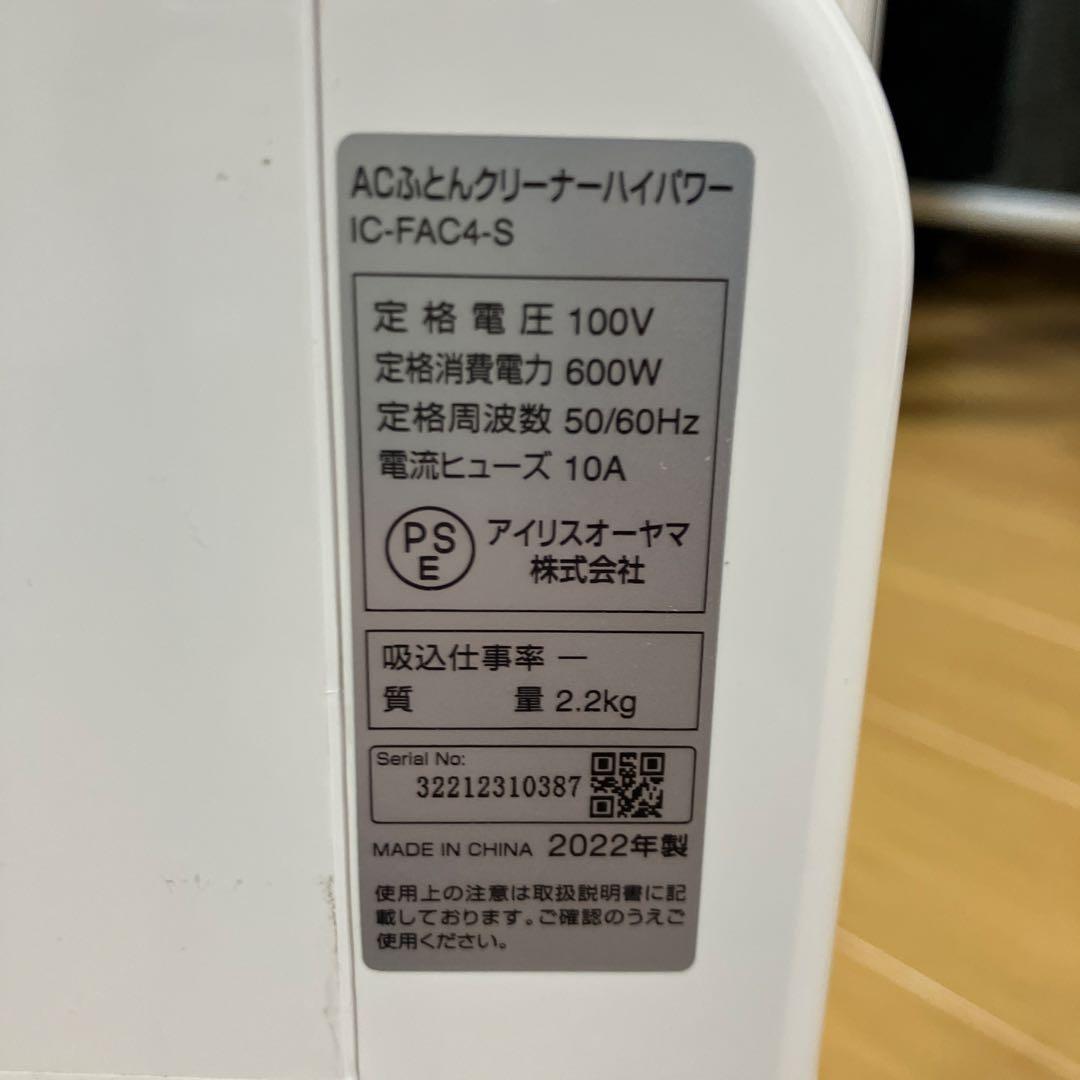 ACふとんクリーナーハイパワー
IC-FAC4-S
定格電圧 100V
定格消費電力 600W
定格周波数 50/60Hz
電流ヒューズ 10A
PS
E
アイリスオーヤマ
株式会社
吸込仕事率 ―
質量 2.2kg
Serial No:
32212310387
MADE IN CHINA 2022年製
使用上の注意は取扱説明書に記
載しております。ご確認のうえご
使用ください。